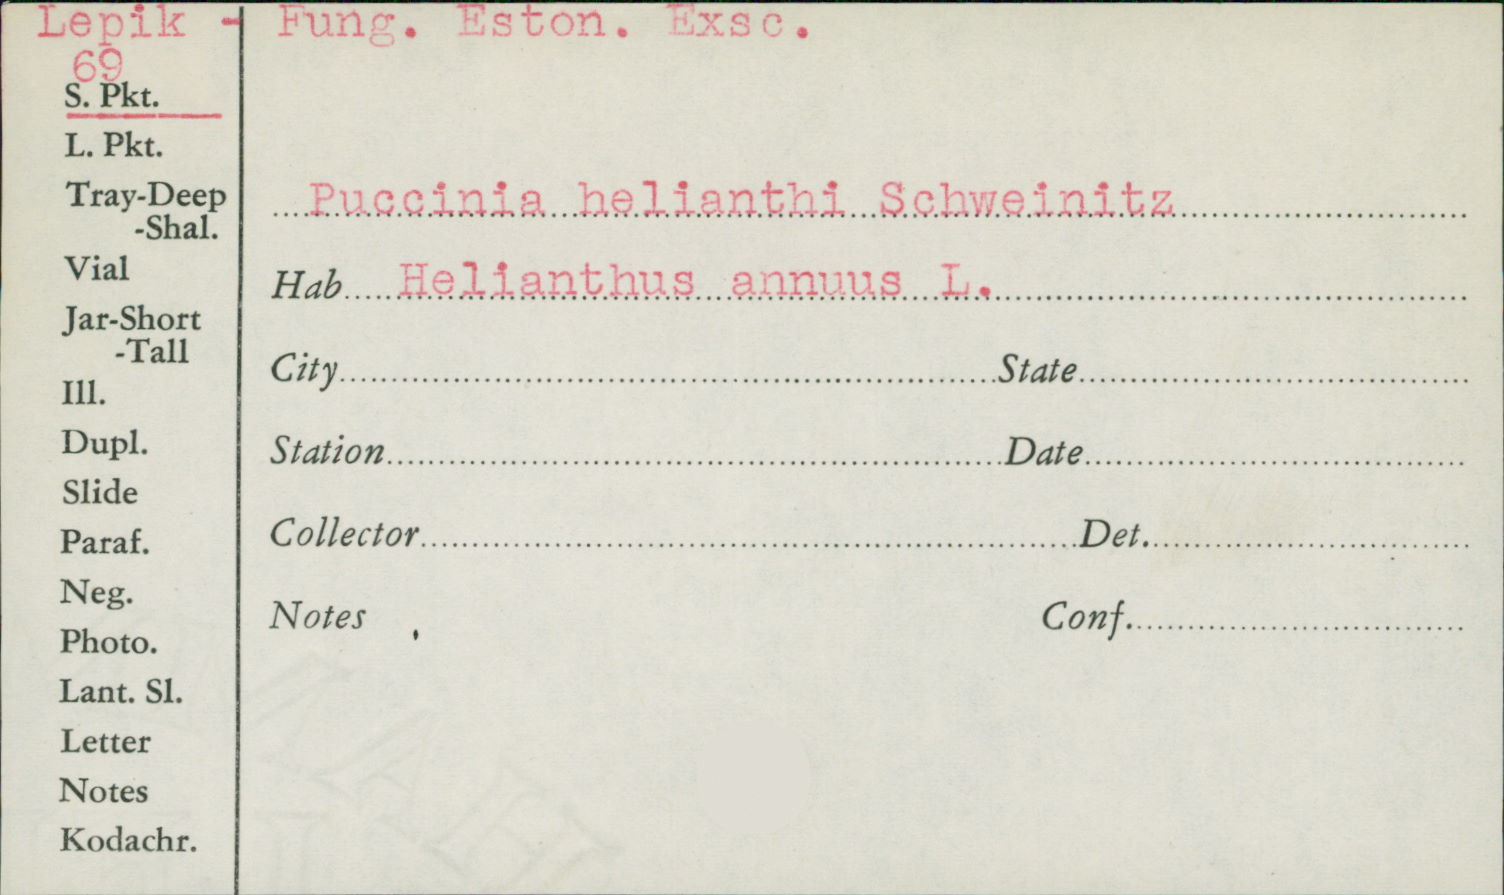 Lepik - Fung. Eston. Exsc.
69
S. Pkt.
L. Pkt.
Tray-Deep
-Shal.
Vial
Jar-Short
-Tall
Ill.
Dupl.
Slide
Paraf.
Neg.
Photo.
Lant. Sl.
Letter
Notes
Kodachr.
Puccinia helianthi Schweinitz
Hab Helianthus annuus L.
City State
Station Date
Collector Det.
Notes Conf.